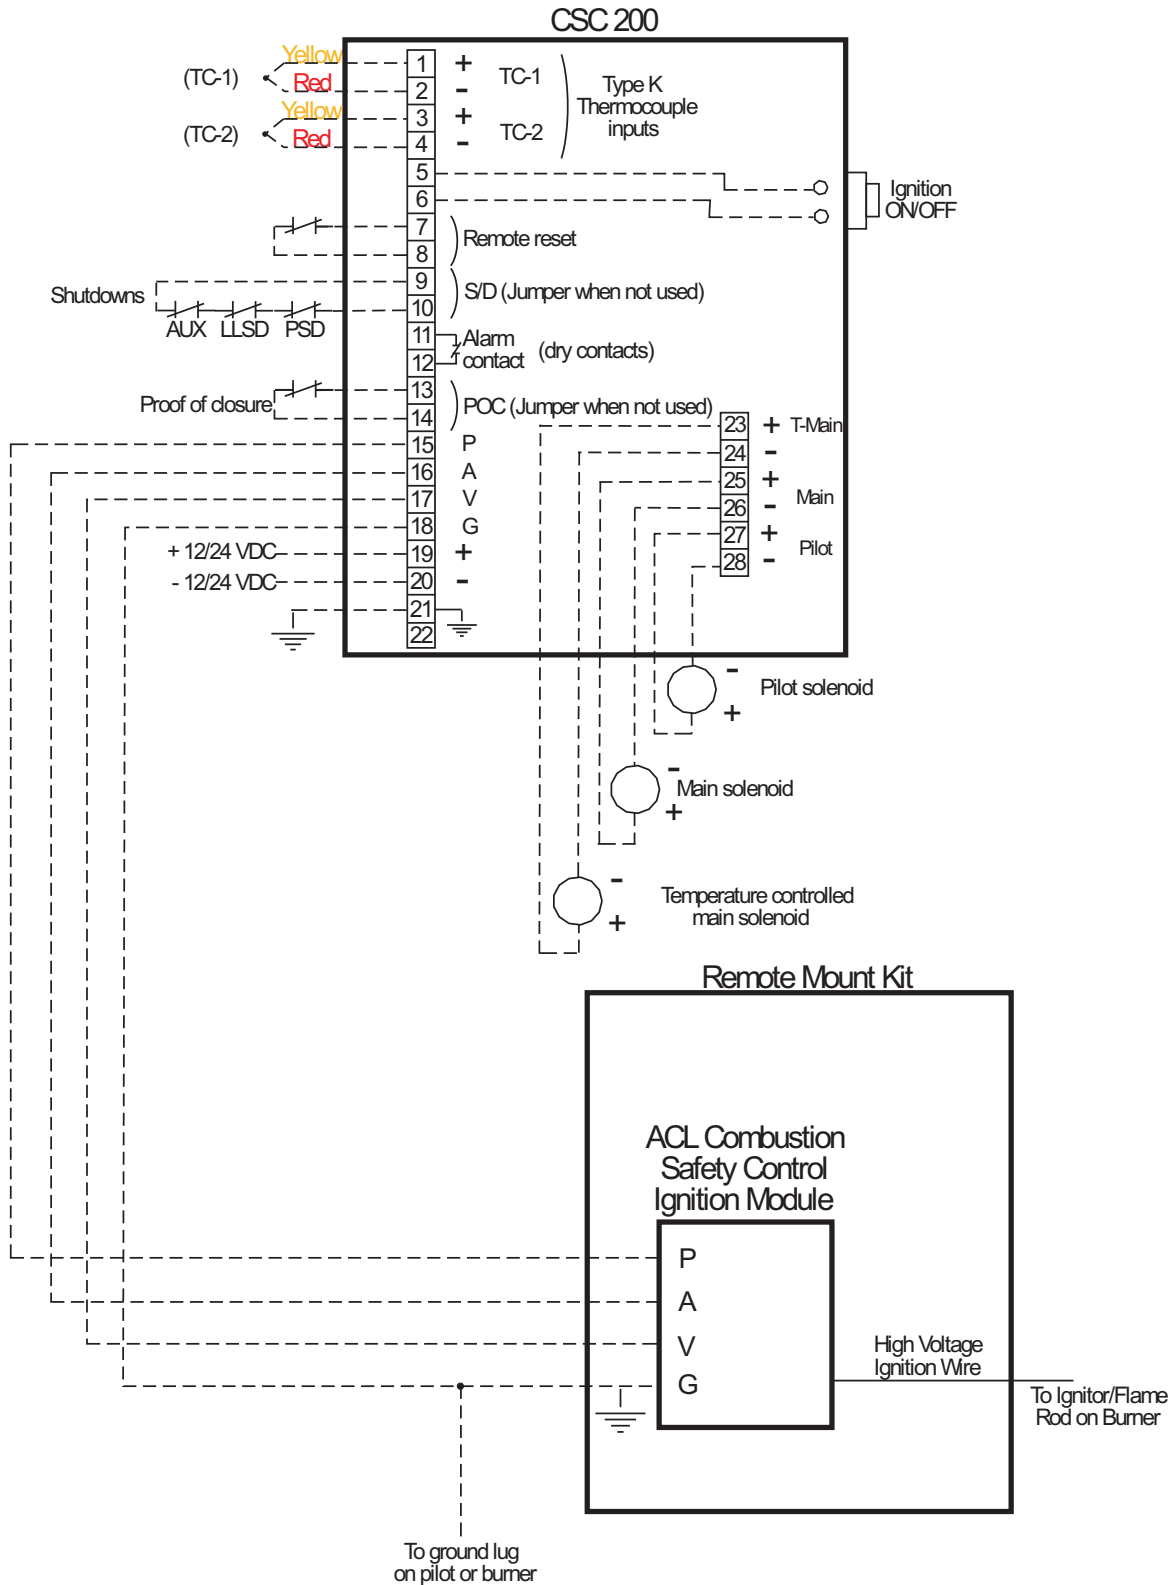 CSC 200
(TC-1)
Yellow
Red
1 + TC-1
2 -
(TC-2)
Yellow
Red
3 + TC-2
4 -
Type K
Thermocouple
inputs
5
6
Ignition
ON/OFF
7
8
Remote reset
Shutdowns
AUX LLSD PSD
9
10
S/D (Jumper when not used)
11
12
Alarm
contact
(dry contacts)
Proof of closure
13
14
POC (Jumper when not used)
15 P
16 A
17 V
18 G
+ 12/24 VDC 19 +
- 12/24 VDC 20 -
21
22
23 + T-Main
24 -
25 + Main
26 -
27 + Pilot
28 -
-
+
Pilot solenoid
-
+
Main solenoid
-
+
Temperature controlled
main solenoid
Remote Mount Kit
ACL Combustion
Safety Control
Ignition Module
P
A
V
G
High Voltage
Ignition Wire
To Ignitor/Flame
Rod on Burner
To ground lug
on pilot or burner